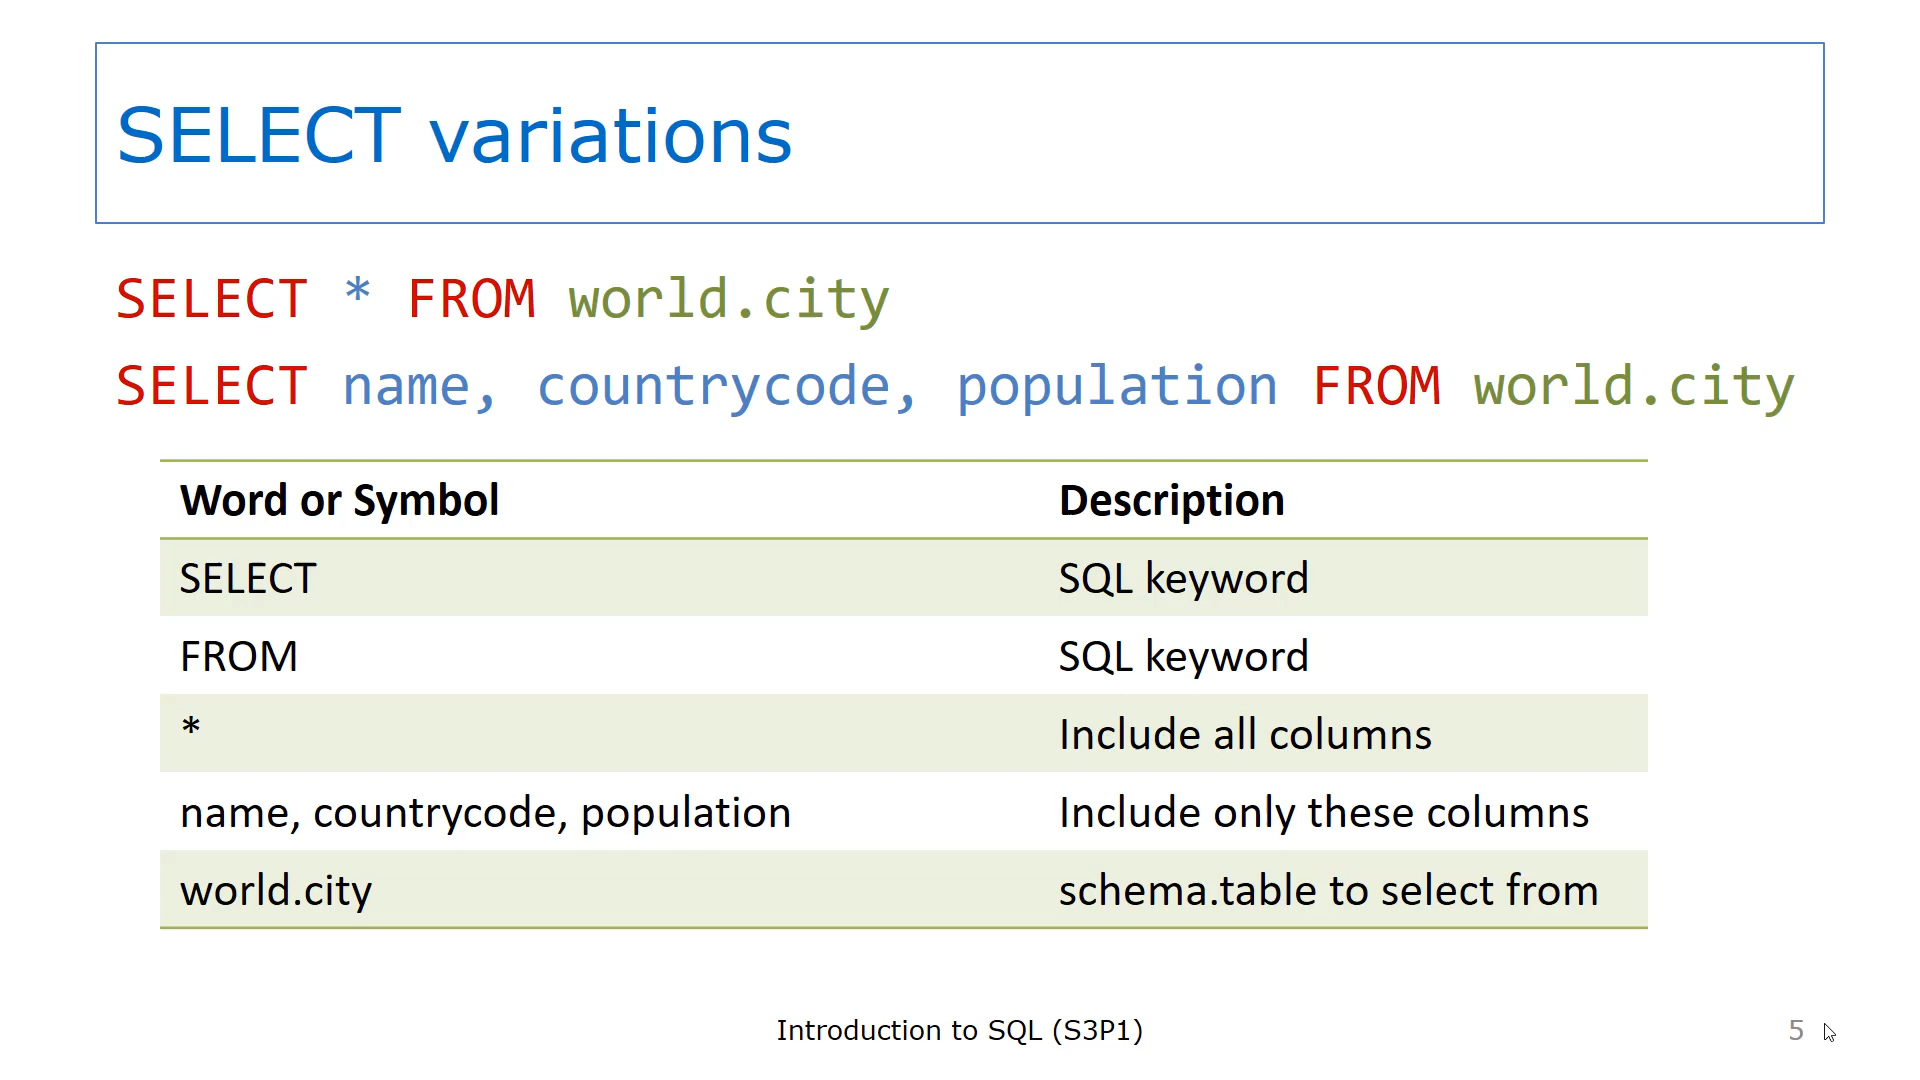 SELECT variations
SELECT * FROM world.city
SELECT name, countrycode, population FROM world.city
Word or Symbol Description
SELECT SQL keyword
FROM SQL keyword
* Include all columns
name, countrycode, population Include only these columns
world.city schema.table to select from
Introduction to SQL (S3P1) 5